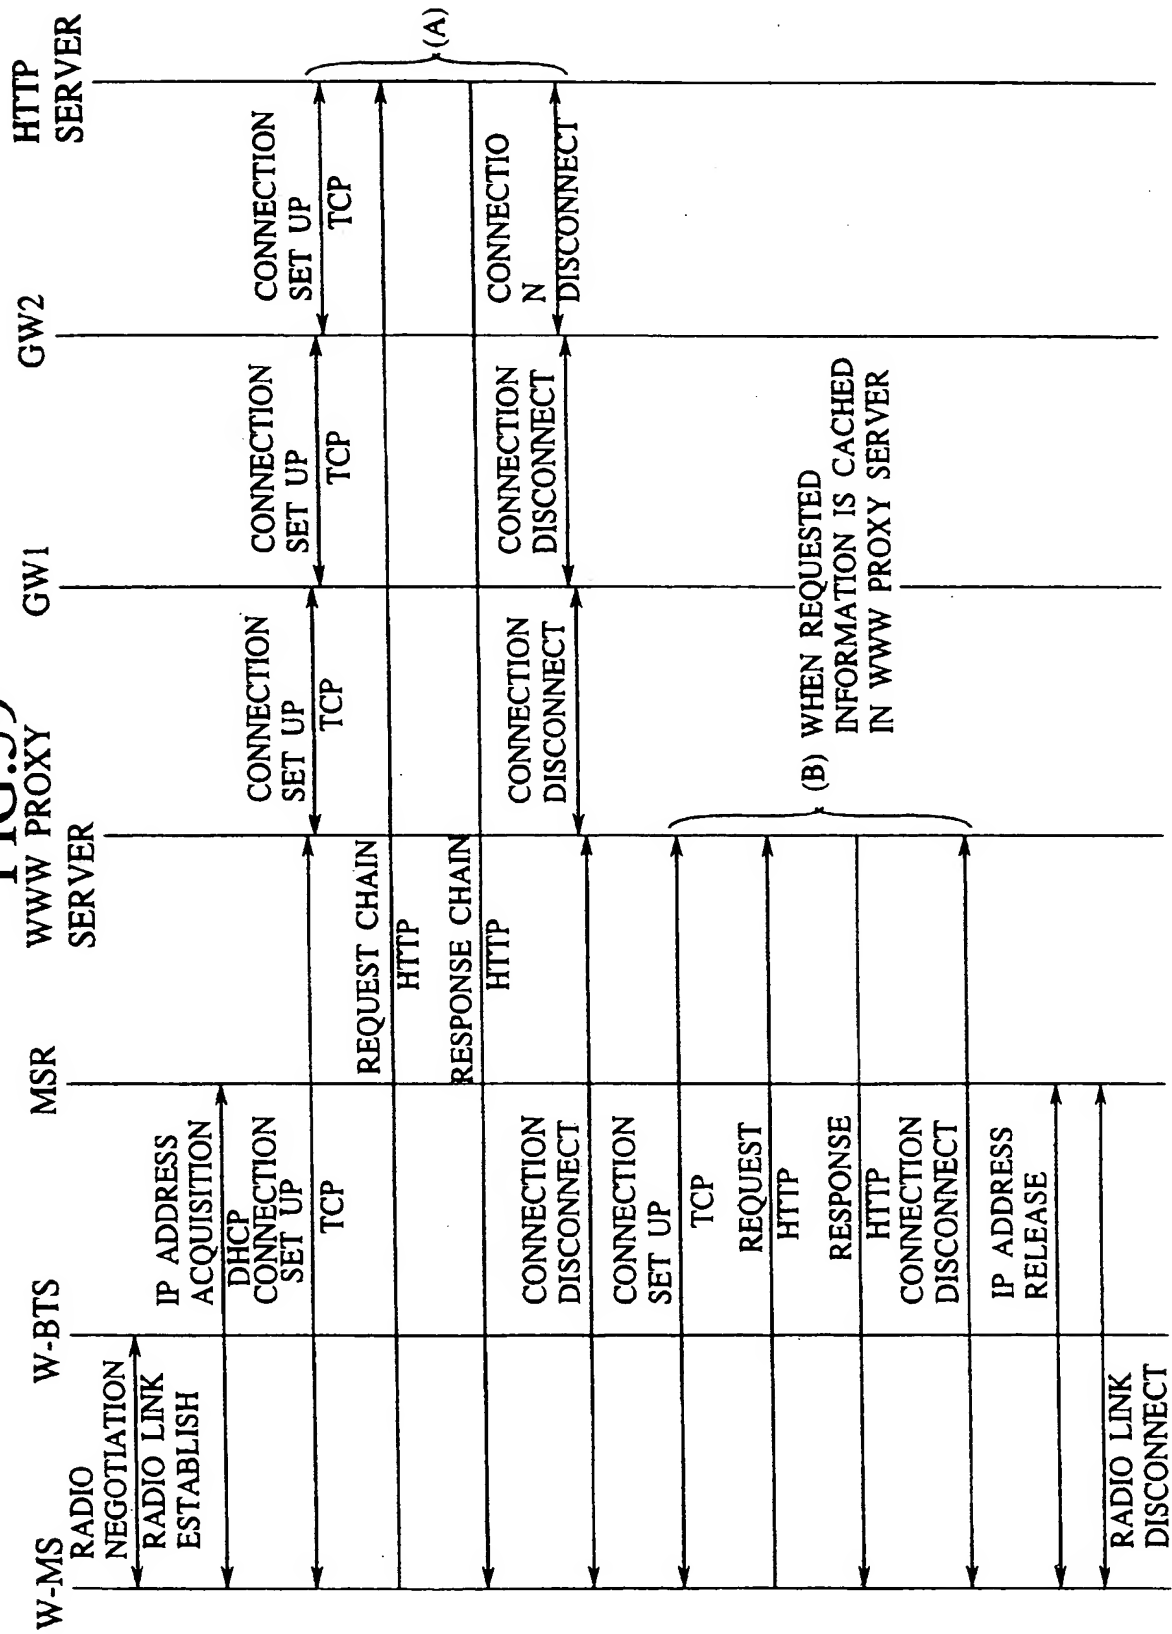 W-MS
W-BTS
MSR
WWW PROXY
SERVER
GW1
GW2
HTTP
SERVER
RADIO
NEGOTIATION
RADIO LINK
ESTABLISH
IP ADDRESS
ACQUISITION
DHCP
CONNECTION
SET UP
TCP
CONNECTION
SET UP
TCP
CONNECTION
SET UP
TCP
CONNECTION
SET UP
TCP
REQUEST CHAIN
HTTP
RESPONSE CHAIN
HTTP
(A)
CONNECTION
DISCONNECT
CONNECTION
DISCONNECT
CONNECTION
DISCONNECT
CONNECTIO
N
DISCONNECT
CONNECTION
SET UP
TCP
REQUEST
HTTP
RESPONSE
HTTP
CONNECTION
DISCONNECT
(B) WHEN REQUESTED
INFORMATION IS CACHED
IN WWW PROXY SERVER
IP ADDRESS
RELEASE
RADIO LINK
DISCONNECT